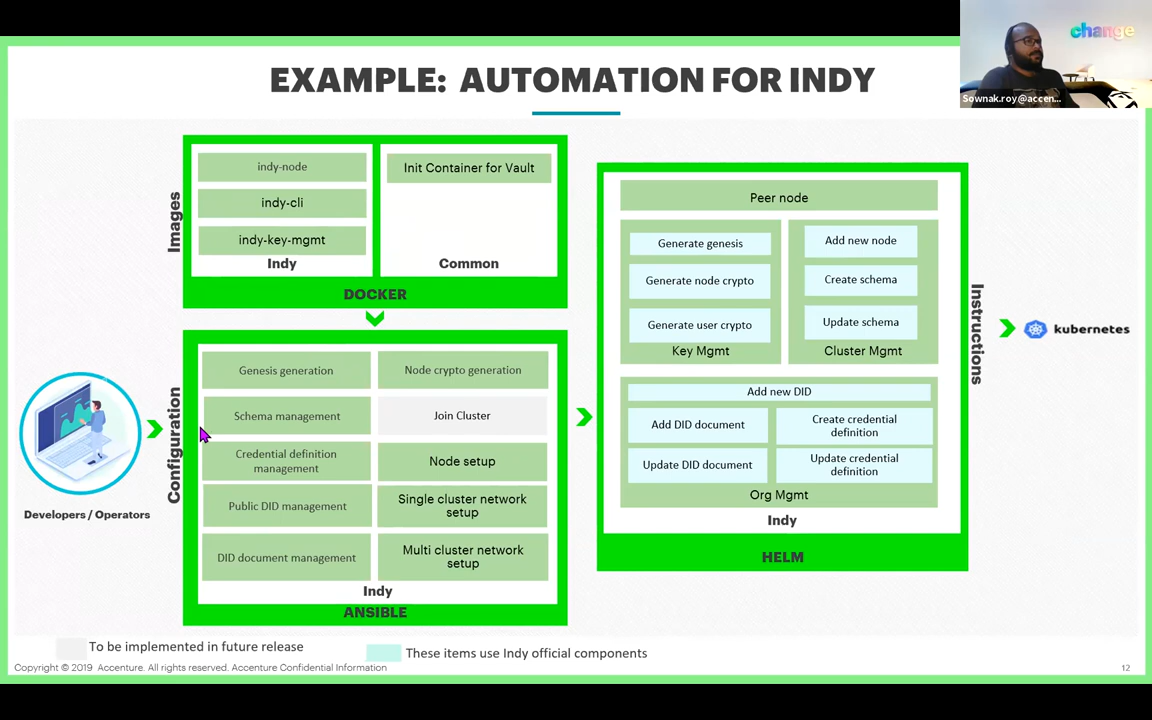 EXAMPLE: AUTOMATION FOR INDY
change
Sownak.roy@accen...
Images
indy-node
indy-cli
indy-key-mgmt
Indy
Init Container for Vault
Common
DOCKER
Configuration
Developers / Operators
Genesis generation
Node crypto generation
Schema management
Join Cluster
Credential definition
management
Node setup
Public DID management
Single cluster network
setup
DID document management
Multi cluster network
setup
Indy
ANSIBLE
Peer node
Generate genesis
Generate node crypto
Generate user crypto
Key Mgmt
Add new node
Create schema
Update schema
Cluster Mgmt
Add new DID
Add DID document
Create credential
definition
Update DID document
Update credential
definition
Org Mgmt
Indy
HELM
Instructions
kubernetes
To be implemented in future release
These items use Indy official components
Copyright © 2019 Accenture. All rights reserved. Accenture Confidential Information
12